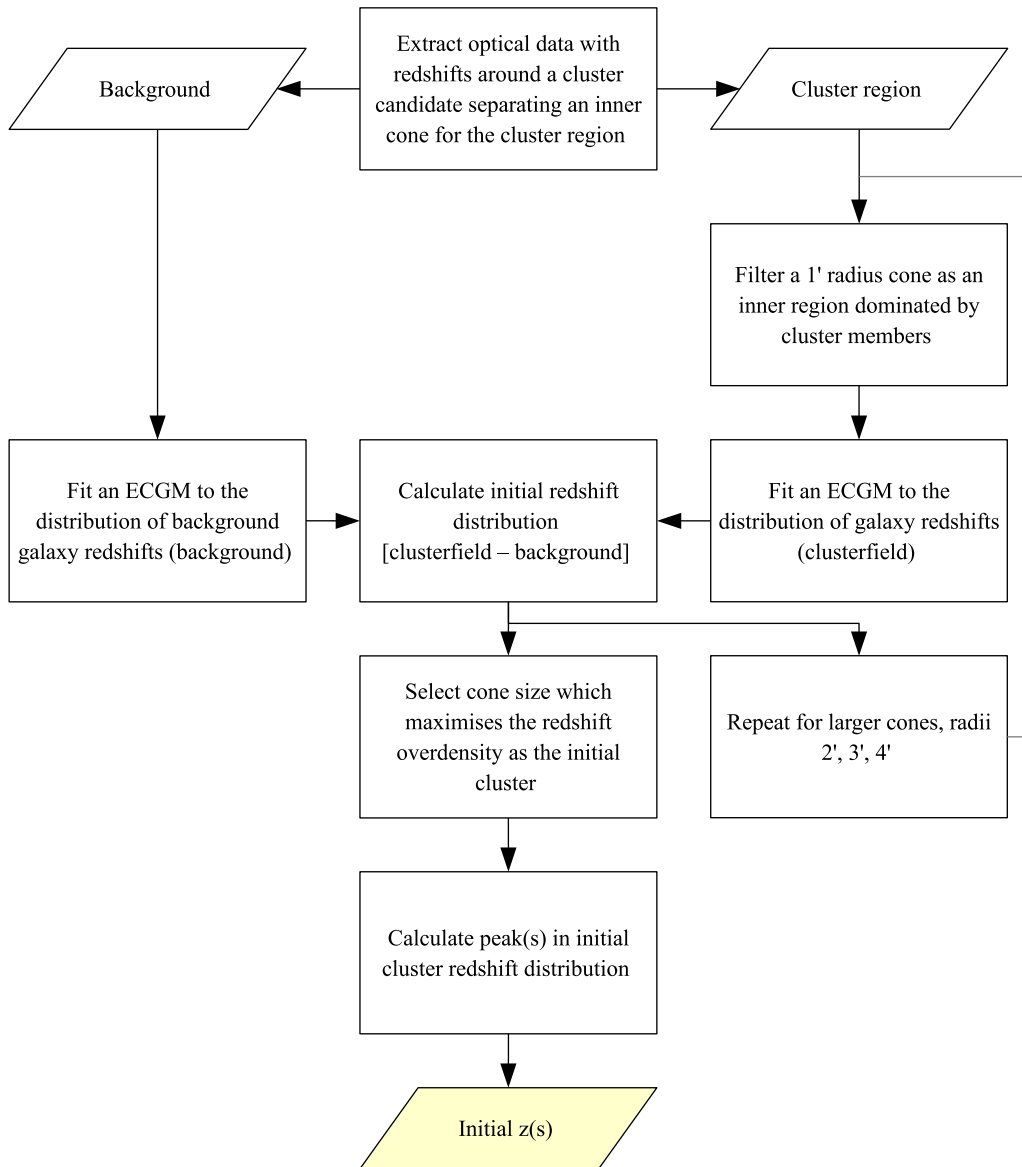 Extract optical data with
redshifts around a cluster
candidate separating an inner
cone for the cluster region
Background
Cluster region
Filter a 1' radius cone as an
inner region dominated by
cluster members
Fit an ECGM to the
distribution of background
galaxy redshifts (background)
Calculate initial redshift
distribution
[clusterfield – background]
Fit an ECGM to the
distribution of galaxy redshifts
(clusterfield)
Select cone size which
maximises the redshift
overdensity as the initial
cluster
Repeat for larger cones, radii
2', 3', 4'
Calculate peak(s) in initial
cluster redshift distribution
Initial z(s)